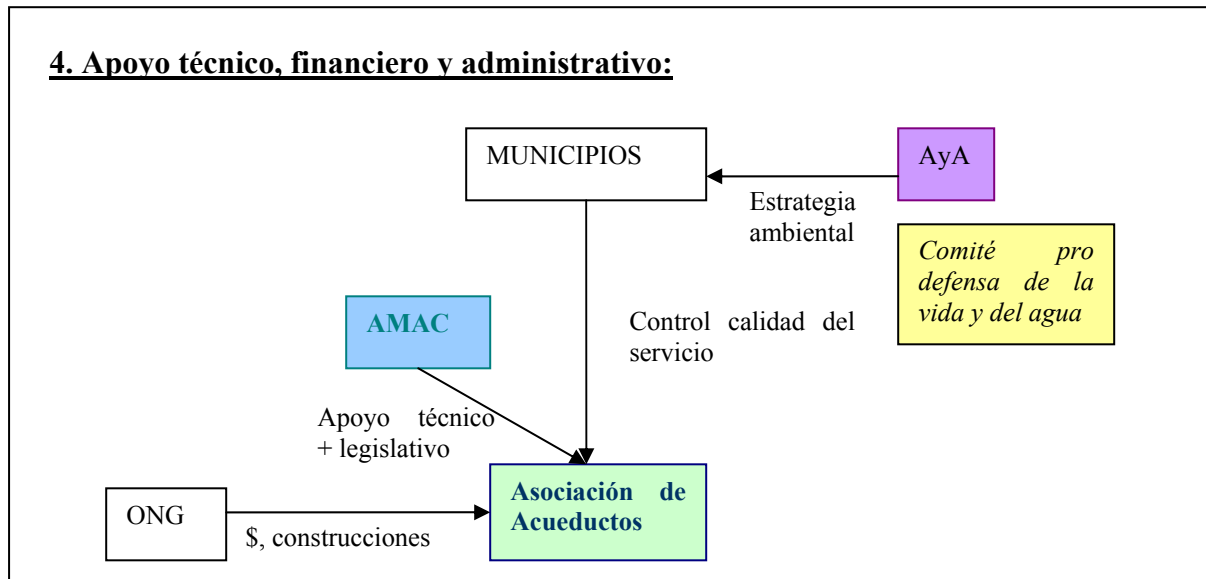 4. Apoyo técnico, financiero y administrativo:
MUNICIPIOS
AyA
Estrategia
ambiental
Comité pro
defensa de la
vida y del agua
Control calidad del
servicio
AMAC
Apoyo técnico
+ legislativo
Asociación de
Acueductos
ONG
$, construcciones